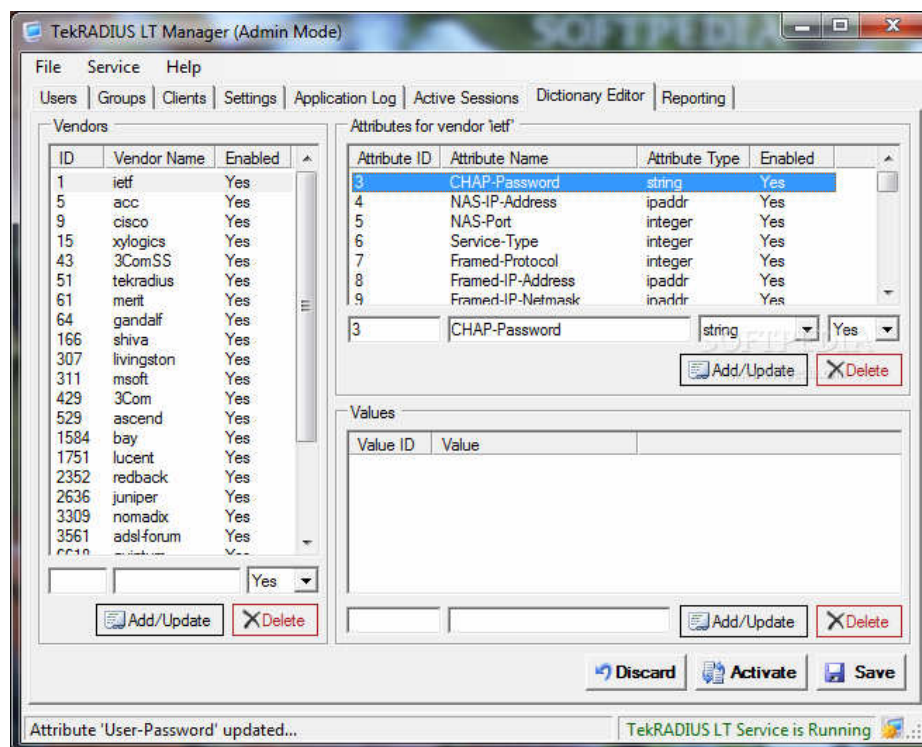 TekRADIUS LT Manager (Admin Mode)
SOFTPEDIA
File Service Help
Users Groups Clients Settings Application Log Active Sessions Dictionary Editor Reporting
Vendors
ID Vendor Name Enabled
1 ietf Yes
5 acc Yes
9 cisco Yes
15 xylogics Yes
43 3ComSS Yes
51 tekradius Yes
61 merit Yes
64 gandalf Yes
166 shiva Yes
307 livingston Yes
311 msoft Yes
429 3Com Yes
529 ascend Yes
1584 bay Yes
1751 lucent Yes
2352 redback Yes
2636 juniper Yes
3309 nomadix Yes
3561 adsl-forum Yes
Yes
Add/Update Delete
Attributes for vendor 'ietf'
Attribute ID Attribute Name Attribute Type Enabled
3 CHAP-Password string Yes
4 NAS-IP-Address ipaddr Yes
5 NAS-Port integer Yes
6 Service-Type integer Yes
7 Framed-Protocol integer Yes
8 Framed-IP-Address ipaddr Yes
9 Framed-IP-Netmask ipaddr Yes
3 CHAP-Password string Yes
SOFTPEDIA
Add/Update Delete
Values
Value ID Value
Add/Update Delete
Discard Activate Save
Attribute 'User-Password' updated... TekRADIUS LT Service is Running